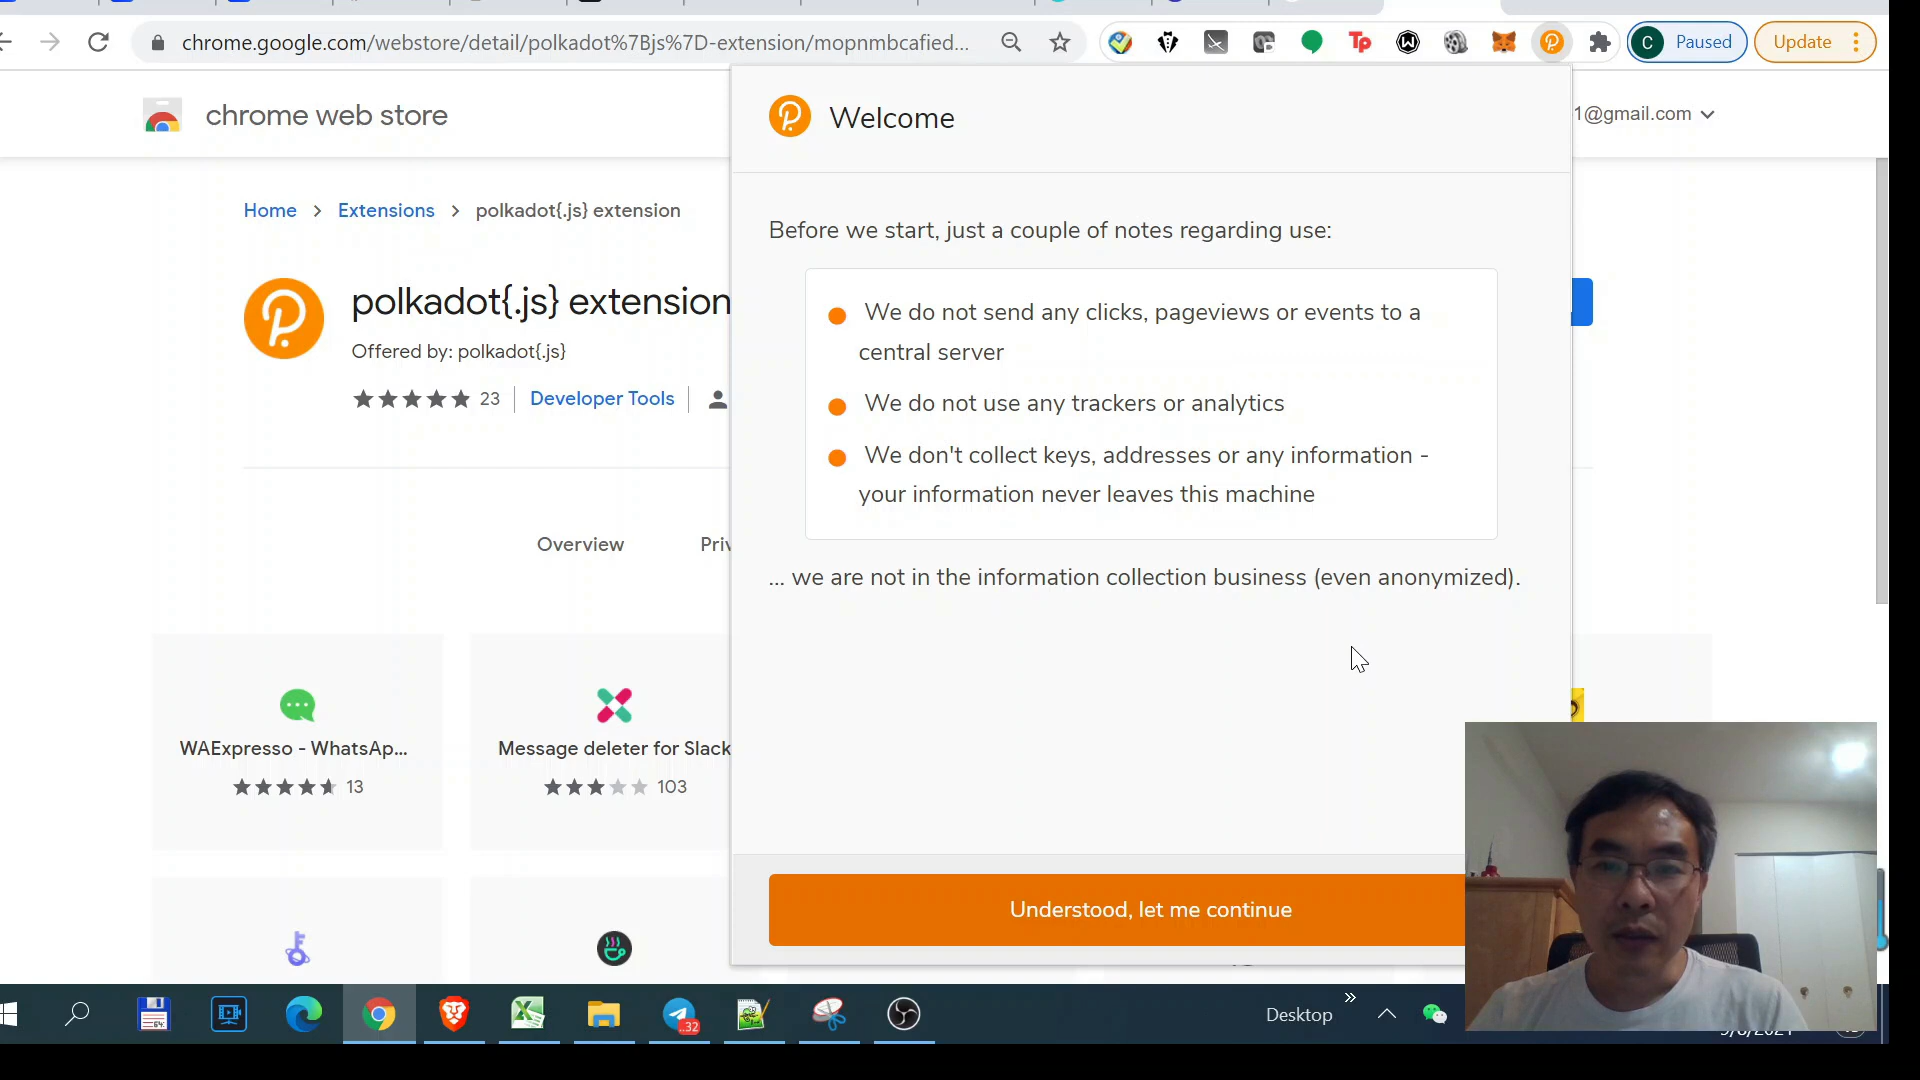 chrome.google.com/webstore/detail/polkadot%7Bjs%7D-extension/mopnmbcafied...
Tp
C Paused
Update
chrome web store
Welcome
1@gmail.com
Before we start, just a couple of notes regarding use:
Home > Extensions > polkadot{.js} extension
polkadot{.js} extension
Offered by: polkadot{.js}
23
Developer Tools
We do not send any clicks, pageviews or events to a
central server
We do not use any trackers or analytics
We don't collect keys, addresses or any information -
your information never leaves this machine
... we are not in the information collection business (even anonymized).
Overview
Priv
WAExpresso - WhatsAp...
13
Message deleter for Slack
103
Understood, let me continue
32
Desktop